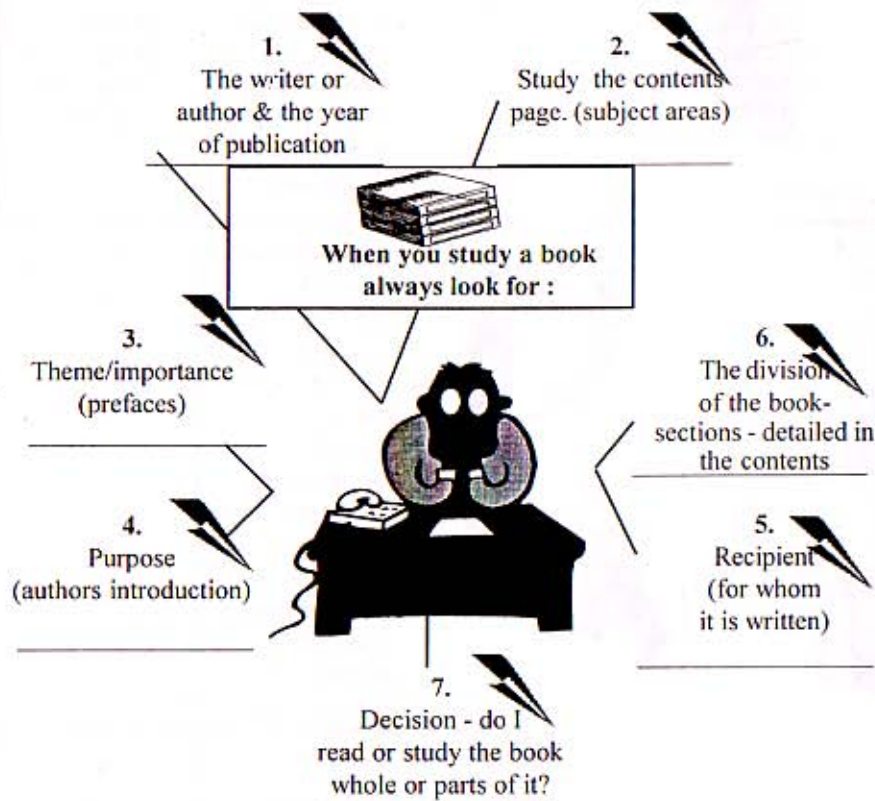 1.
The writer or
author & the year
of publication
2.
Study the contents
page. (subject areas)
When you study a book
always look for :
3.
Theme/importance
(prefaces)
4.
Purpose
(authors introduction)
6.
The division
of the book-
sections - detailed in
the contents
5.
Recipient
(for whom
it is written)
7.
Decision - do I
read or study the book
whole or parts of it?